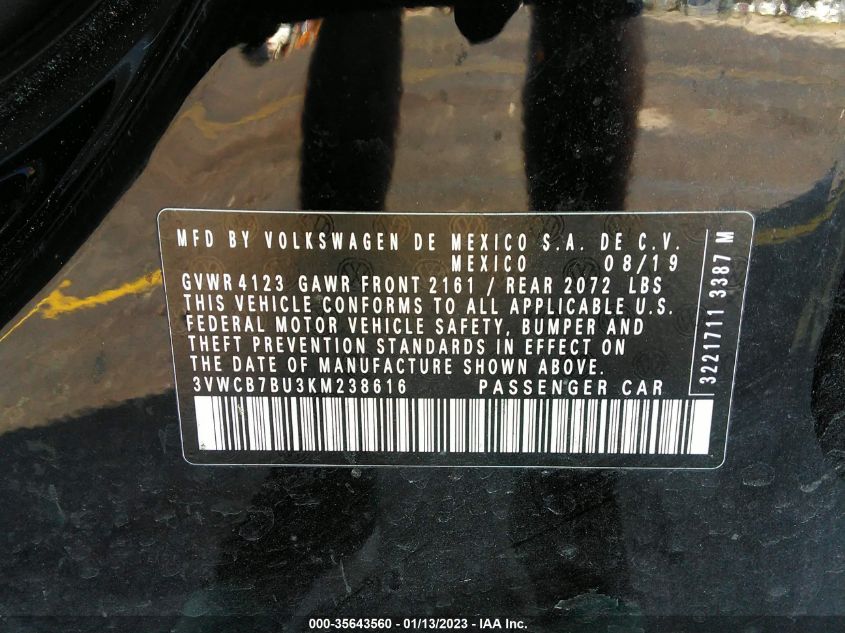 MFD BY VOLKSWAGEN DE MEXICO S.A. DE C.V.
MEXICO 08/19
GVWR 4123 GAWR FRONT 2161 / REAR 2072 LBS
THIS VEHICLE CONFORMS TO ALL APPLICABLE U.S.
FEDERAL MOTOR VEHICLE SAFETY, BUMPER AND
THEFT PREVENTION STANDARDS IN EFFECT ON
THE DATE OF MANUFACTURE SHOWN ABOVE.
3VWCB7BU3KM238616 PASSENGER CAR
3221711 3387 M
000-35643560 - 01/13/2023 - IAA Inc.